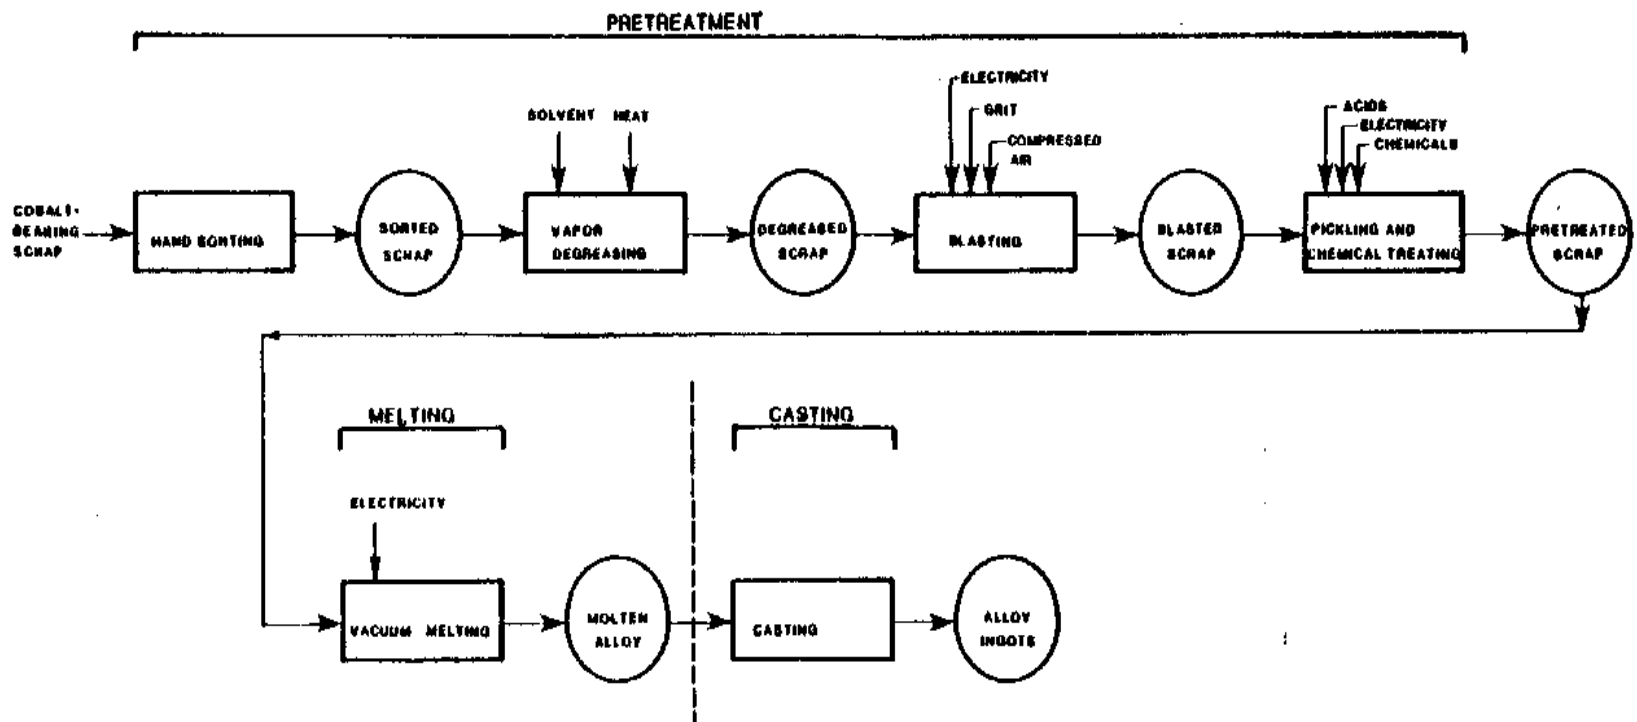 PRETREATMENT
ELECTRICITY
GRIT
COMPRESSED
AIR
SOLVENT HEAT
ACIDS
ELECTRICITY
CHEMICALS
COBALT-
BEARING
SCRAP
HAND SORTING
SORTED
SCRAP
VAPOR
DEGREASING
DEGREASED
SCRAP
BLASTING
BLASTED
SCRAP
PICKLING AND
CHEMICAL TREATING
PRETREATED
SCRAP
MELTING
CASTING
ELECTRICITY
VACUUM MELTING
MOLTEN
ALLOY
CASTING
ALLOY
INGOTS